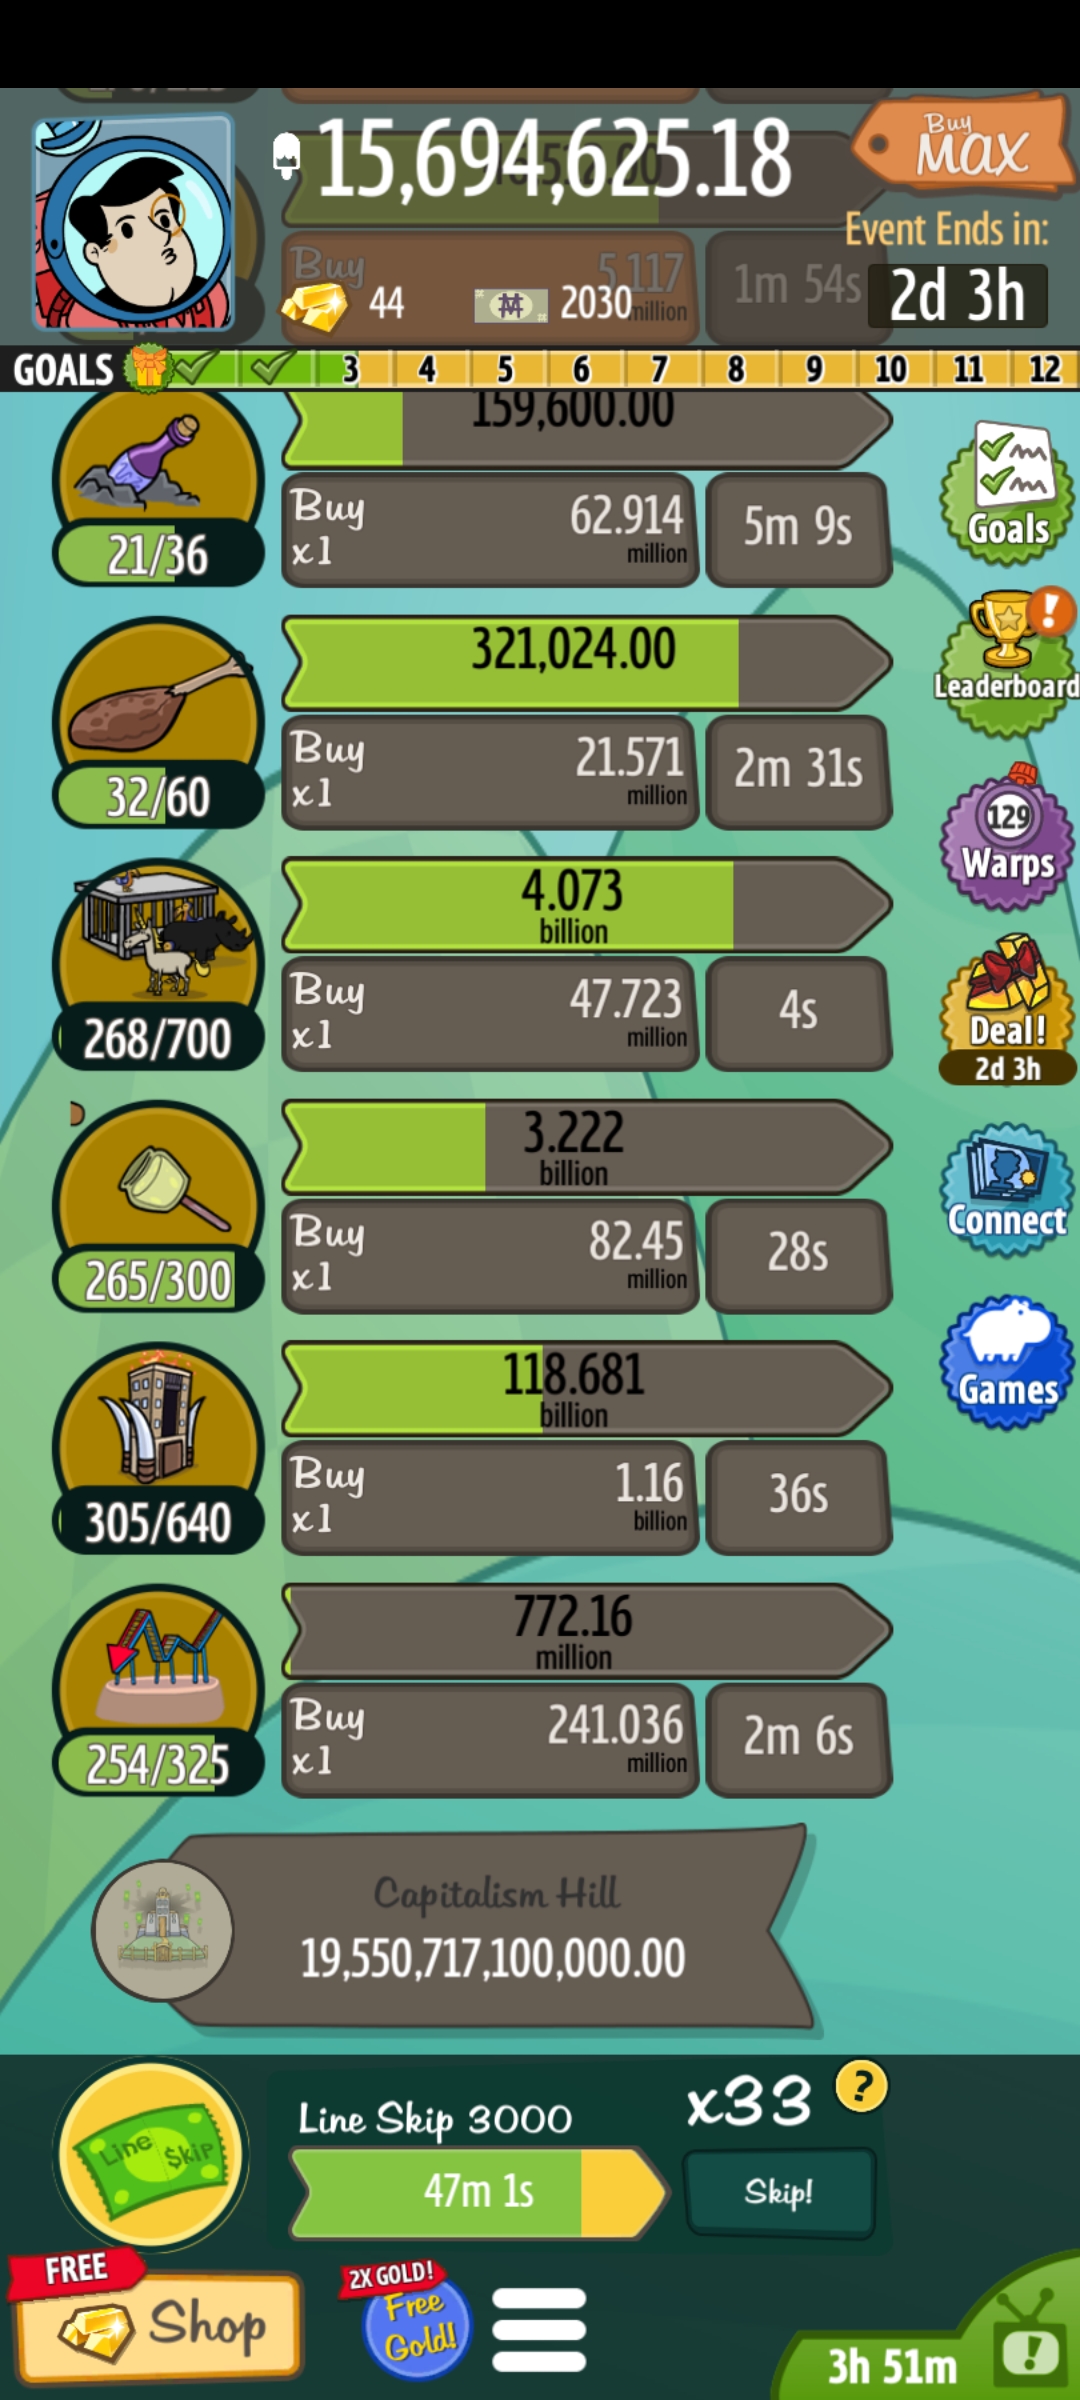 15,694,625.18
Buy
MAX
Event Ends in:
2d 3h
Buy
5.117
million
1m 54s
44
2030
GOALS
3 4 5 6 7 8 9 10 11 12
159,600.00
21/36
Buy
x1
62.914
million
5m 9s
Goals
321,024.00
32/60
Buy
x1
21.571
million
2m 31s
Leaderboard
4.073
billion
268/700
Buy
x1
47.723
million
4s
129
Warps
Deal!
2d 3h
3.222
billion
265/300
Buy
x1
82.45
million
28s
Connect
118.681
billion
305/640
Buy
x1
1.16
billion
36s
Games
772.16
million
254/325
Buy
x1
241.036
million
2m 6s
Capitalism Hill
19,550,717,100,000.00
Line $kip
Line Skip 3000
47m 1s
x33
?
Skip!
FREE
Shop
2X GOLD!
Free
Gold!
3h 51m